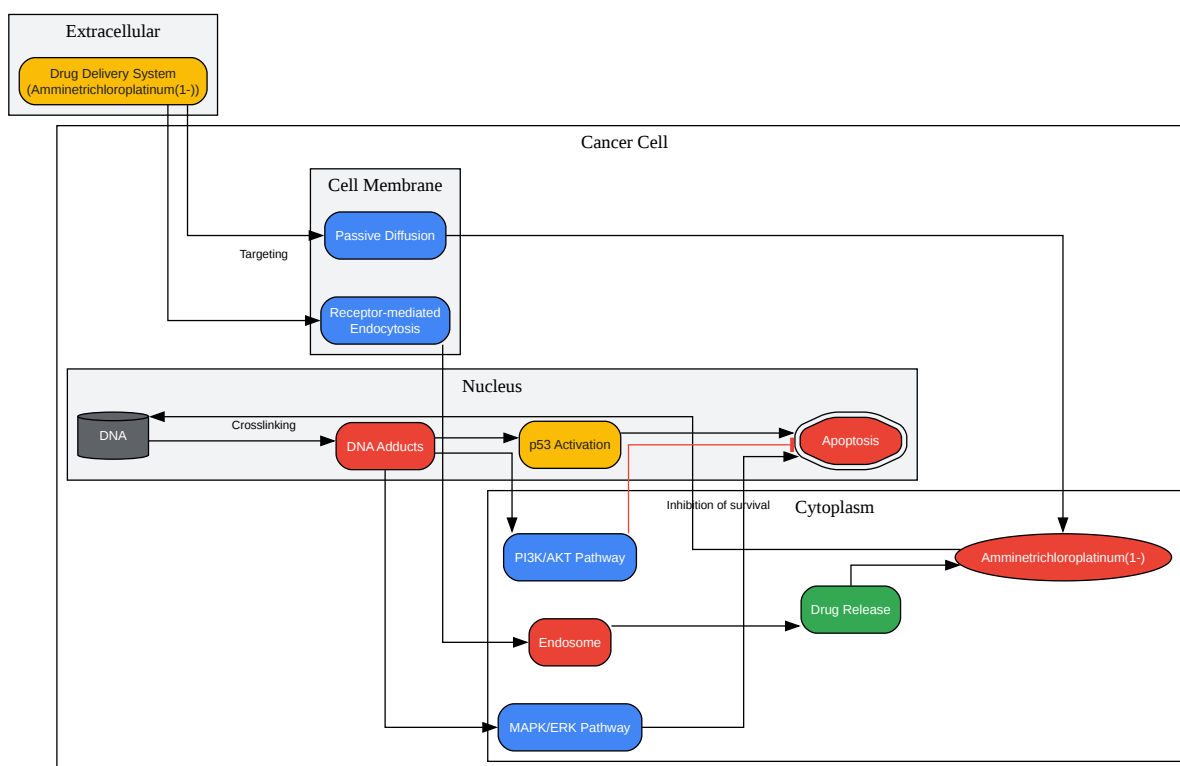 Extracellular
Drug Delivery System
(Amminetrichloroplatinum(1-))
Cancer Cell
Cell Membrane
Passive Diffusion
Targeting
Receptor-mediated
Endocytosis
Nucleus
DNA
Crosslinking
DNA Adducts
p53 Activation
Apoptosis
Inhibition of survival
Cytoplasm
PI3K/AKT Pathway
Amminetrichloroplatinum(1-)
Drug Release
Endosome
MAPK/ERK Pathway